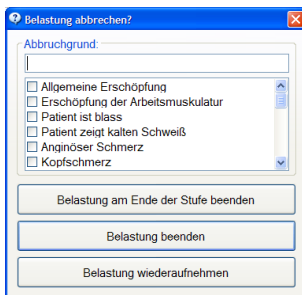 Belastung abbrechen?
Abbruchgrund:
Allgemeine Erschöpfung
Erschöpfung der Arbeitsmuskulatur
Patient ist blass
Patient zeigt kalten Schweiß
Anginöser Schmerz
Kopfschmerz
Belastung am Ende der Stufe beenden
Belastung beenden
Belastung wiederaufnehmen